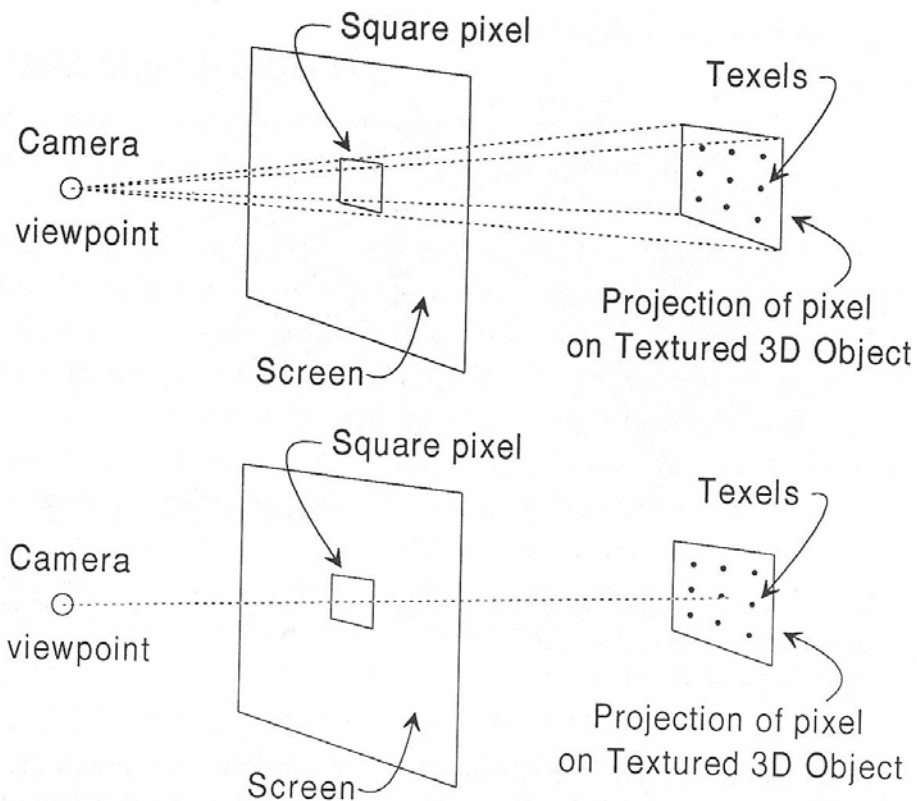 Square pixel
Texels
Camera
viewpoint
Projection of pixel
on Textured 3D Object
Screen
Square pixel
Texels
Camera
viewpoint
Projection of pixel
on Textured 3D Object
Screen